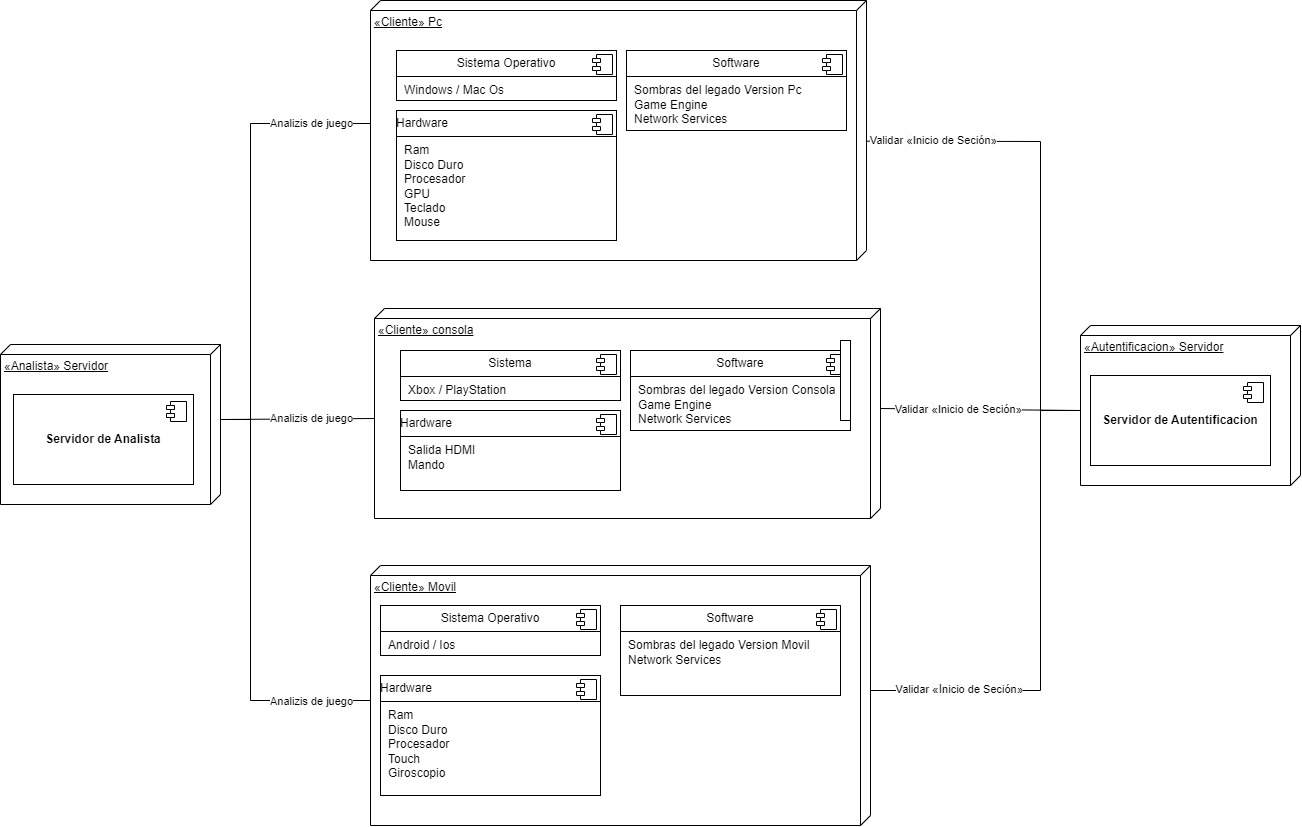 «Cliente» Pc
Sistema Operativo
Windows / Mac Os
Software
Sombras del legado Version Pc
Game Engine
Network Services
Hardware
Ram
Disco Duro
Procesador
GPU
Teclado
Mouse
Analizis de juego
Validar «Inicio de Seción»
«Cliente» consola
Sistema
Xbox / PlayStation
Software
Sombras del legado Version Consola
Game Engine
Network Services
Hardware
Salida HDMI
Mando
«Analista» Servidor
Servidor de Analista
Analizis de juego
Validar «Inicio de Seción»
«Autentificacion» Servidor
Servidor de Autentificacion
«Cliente» Movil
Sistema Operativo
Android / Ios
Software
Sombras del legado Version Movil
Network Services
Hardware
Ram
Disco Duro
Procesador
Touch
Giroscopio
Analizis de juego
Validar «Inicio de Seción»